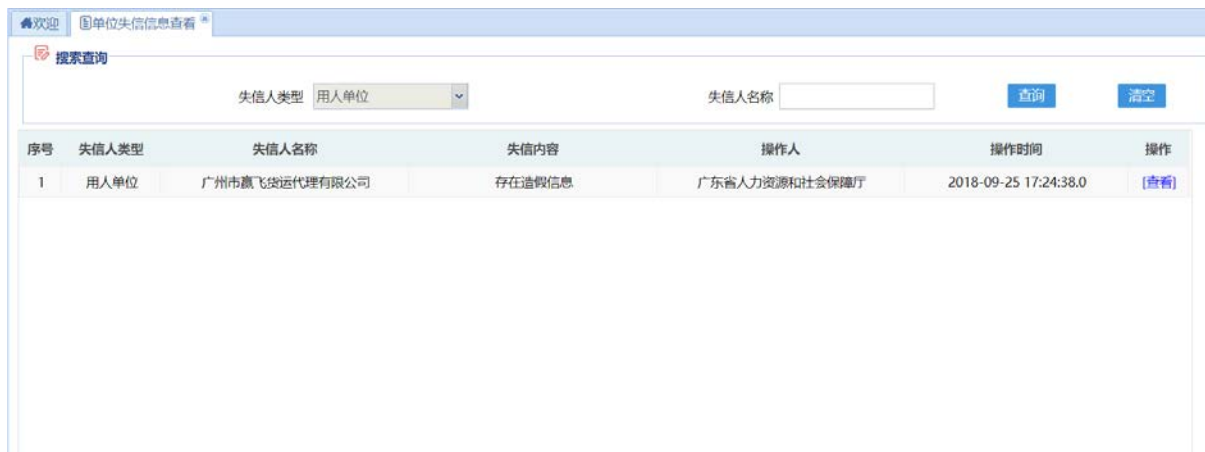 欢迎 单位失信信息查看
搜索查询
失信人类型 用人单位 失信人名称 查询 清空
序号 失信人类型 失信人名称 失信内容 操作人 操作时间 操作
1 用人单位 广州市赢飞货运代理有限公司 存在造假信息 广东省人力资源和社会保障厅 2018-09-25 17:24:38.0 [查看]